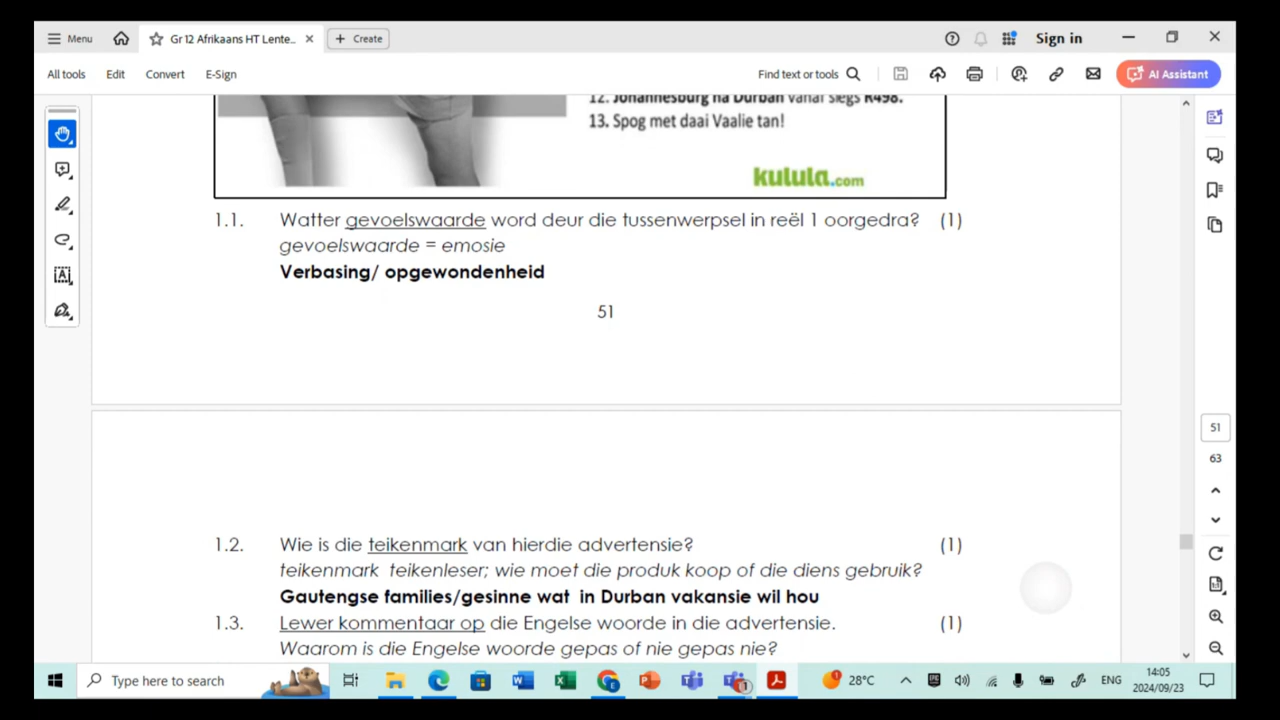 Menu
Gr 12 Afrikaans HT Lente...
Create
Sign in
All tools
Edit
Convert
E-Sign
Find text or tools
AI Assistant
12. Johannesburg na Durban vanaf slegs R498.
13. Spog met daai Vaalie tan!
kulula.com
1.1. Watter gevoelswaarde word deur die tussenwerpsel in reël 1 oorgedra? (1)
gevoelswaarde = emosie
Verbasing/ opgewondenheid
51
1.2. Wie is die teikenmark van hierdie advertensie? (1)
teikenmark teikenleser; wie moet die produk koop of die diens gebruik?
Gautengse families/gesinne wat in Durban vakansie wil hou
1.3. Lewer kommentaar op die Engelse woorde in die advertensie. (1)
Waarom is die Engelse woorde gepas of nie gepas nie?
51
63
Type here to search
28°C
ENG
14:05
2024/09/23